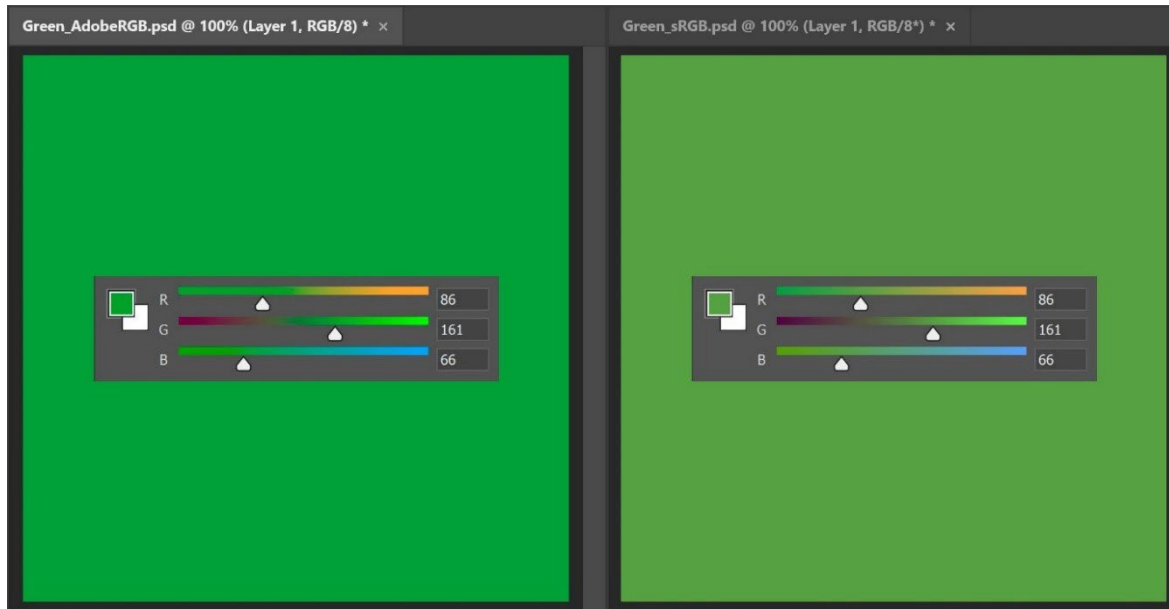 Green_AdobeRGB.psd @ 100% (Layer 1, RGB/8) * ×
Green_sRGB.psd @ 100% (Layer 1, RGB/8*) * ×
R 86
G 161
B 66
R 86
G 161
B 66